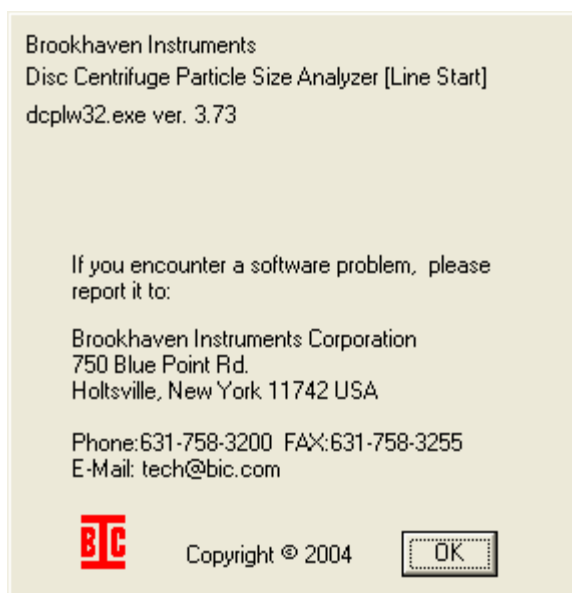 Brookhaven Instruments
Disc Centrifuge Particle Size Analyzer [Line Start]
dcplw32.exe ver. 3.73
If you encounter a software problem,  please
report it to:
Brookhaven Instruments Corporation
750 Blue Point Rd.
Holtsville, New York 11742 USA
Phone:631-758-3200  FAX:631-758-3255
E-Mail: tech@bic.com
BIC
Copyright © 2004
OK